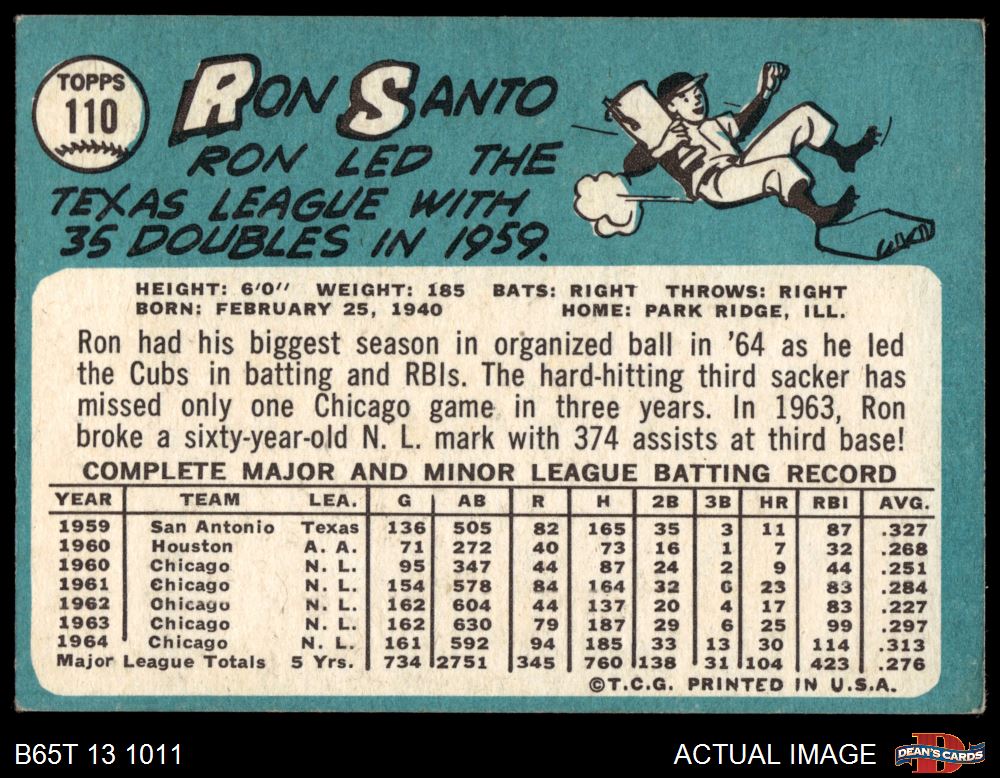 TOPPS
110
RON SANTO
RON LED THE
TEXAS LEAGUE WITH
35 DOUBLES IN 1959.
HEIGHT: 6'0" WEIGHT: 185 BATS: RIGHT THROWS: RIGHT
BORN: FEBRUARY 25, 1940 HOME: PARK RIDGE, ILL.
Ron had his biggest season in organized ball in '64 as he led
the Cubs in batting and RBIs. The hard-hitting third sacker has
missed only one Chicago game in three years. In 1963, Ron
broke a sixty-year-old N. L. mark with 374 assists at third base!
COMPLETE MAJOR AND MINOR LEAGUE BATTING RECORD
YEAR TEAM LEA. G AB R H 2B 3B HR RBI AVG.
1959 San Antonio Texas 136 505 82 165 35 3 11 87 .327
1960 Houston A. A. 71 272 40 73 16 1 7 32 .268
1960 Chicago N. L. 95 347 44 87 24 2 9 44 .251
1961 Chicago N. L. 154 578 84 164 32 6 23 83 .284
1962 Chicago N. L. 162 604 44 137 20 4 17 83 .227
1963 Chicago N. L. 162 630 79 187 29 6 25 99 .297
1964 Chicago N. L. 161 592 94 185 33 13 30 114 .313
Major League Totals 5 Yrs. 734 2751 345 760 138 31 104 423 .276
©T.C.G. PRINTED IN U.S.A.
B65T 13 1011 ACTUAL IMAGE DEAN'S CARDS